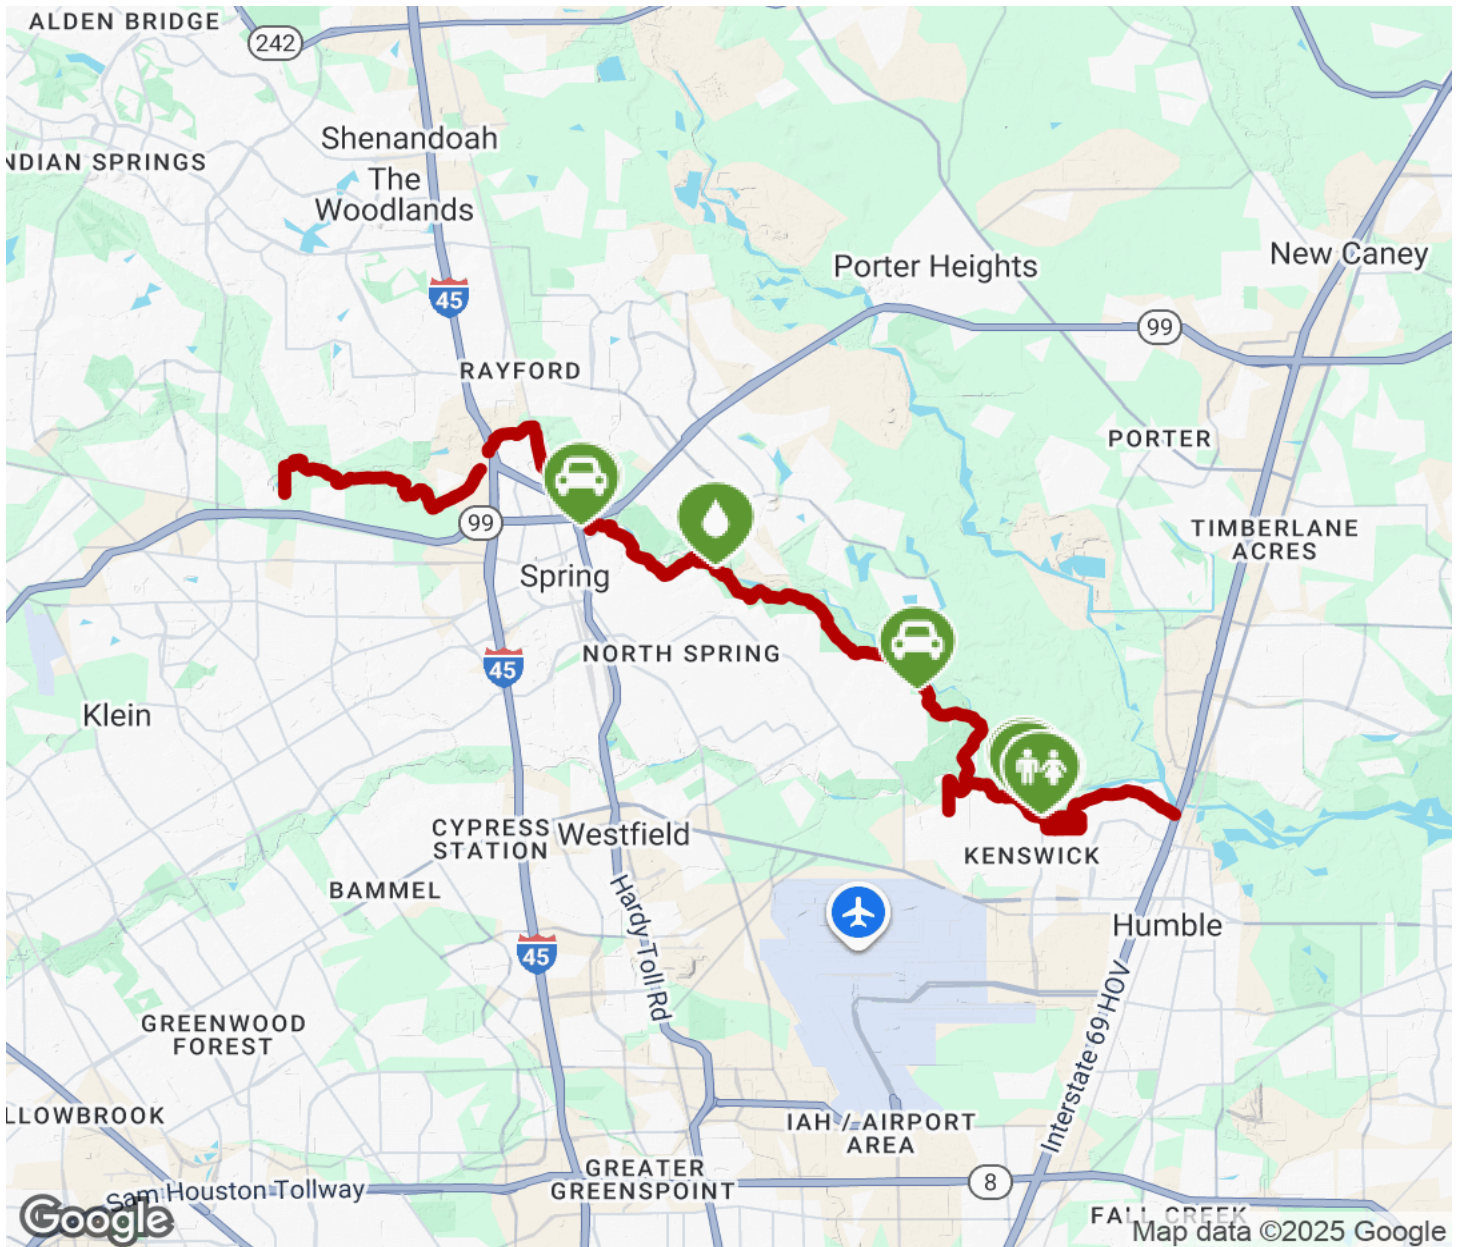 ALDEN BRIDGE
242
Shenandoah
NDIAN SPRINGS
The
Woodlands
New Caney
Porter Heights
45
99
RAYFORD
PORTER
99
TIMBERLANE
ACRES
Spring
NORTH SPRING
45
Klein
CYPRESS
STATION
Westfield
KENSWICK
BAMMEL
Hardy Toll Rd
Humble
45
Interstate 69 HOV
GREENWOOD
FOREST
LLOWBROOK
IAH / AIRPORT
AREA
GREATER
GREENSPOINT
8
Sam Houston Tollway
FALL CREEK
Google
Map data ©2025 Google